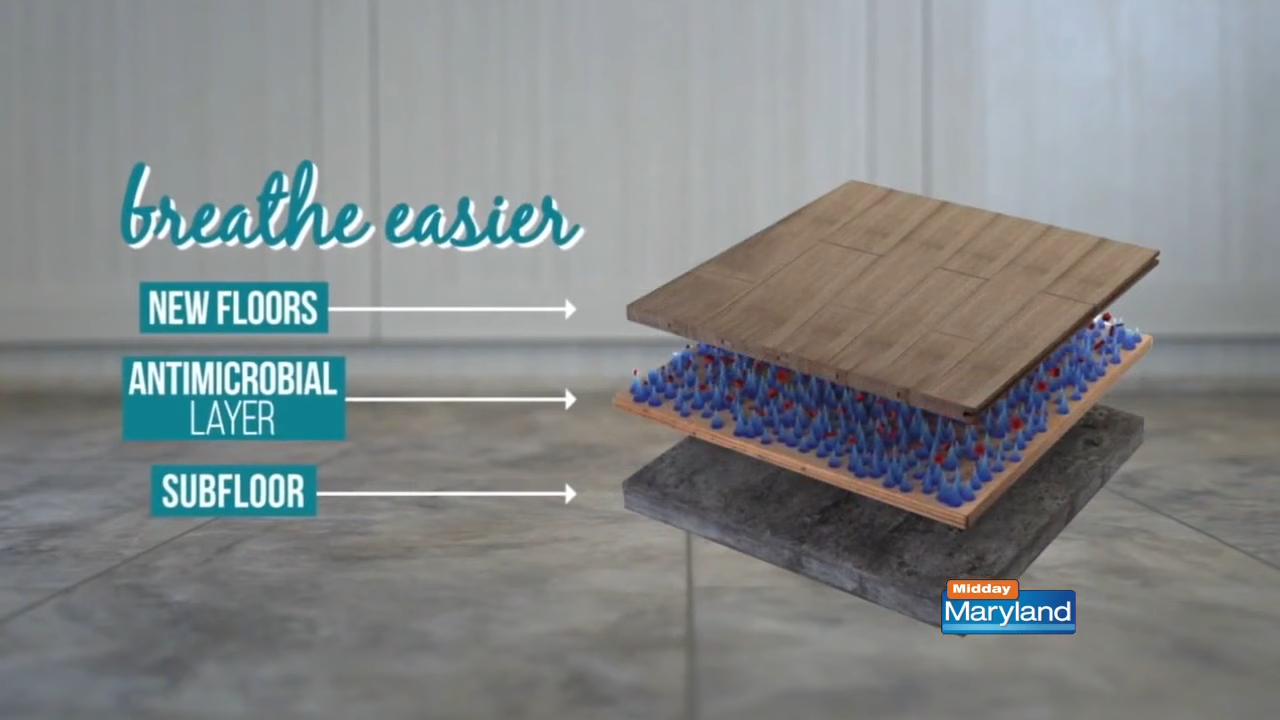 breathe easier
NEW FLOORS
ANTIMICROBIAL
LAYER
SUBFLOOR
Midday
Maryland